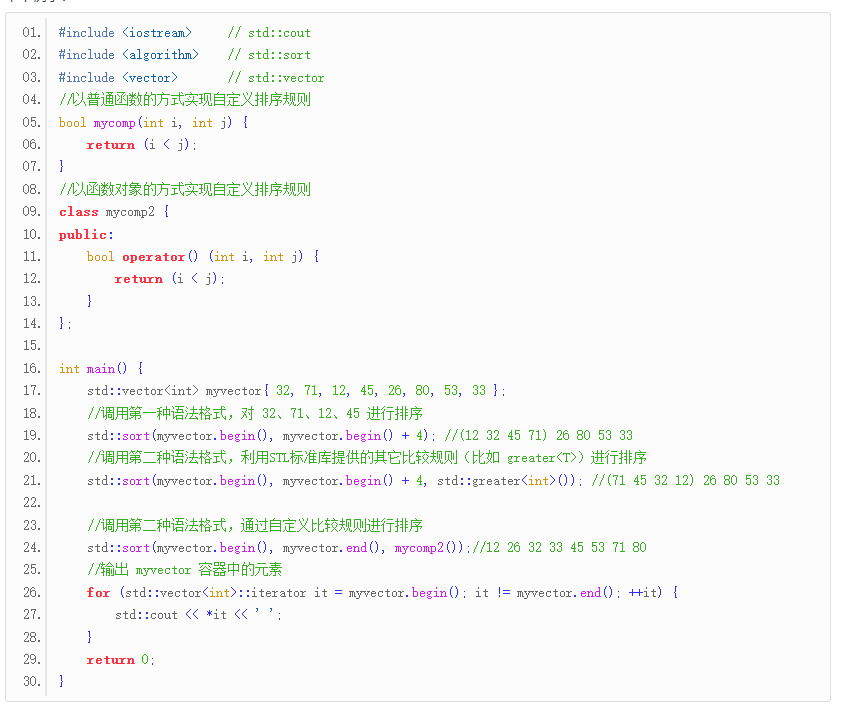 01. #include <iostream>     // std::cout
02. #include <algorithm>    // std::sort
03. #include <vector>       // std::vector
04. //以普通函数的方式实现自定义排序规则
05. bool mycomp(int i, int j) {
06.     return (i < j);
07. }
08. //以函数对象的方式实现自定义排序规则
09. class mycomp2 {
10. public:
11.     bool operator() (int i, int j) {
12.         return (i < j);
13.     }
14. };
15.
16. int main() {
17.     std::vector<int> myvector{ 32, 71, 12, 45, 26, 80, 53, 33 };
18.     //调用第一种语法格式，对 32、71、12、45 进行排序
19.     std::sort(myvector.begin(), myvector.begin() + 4); //(12 32 45 71) 26 80 53 33
20.     //调用第二种语法格式，利用STL标准库提供的其它比较规则（比如 greater<T>）进行排序
21.     std::sort(myvector.begin(), myvector.begin() + 4, std::greater<int>()); //(71 45 32 12) 26 80 53 33
22.
23.     //调用第二种语法格式，通过自定义比较规则进行排序
24.     std::sort(myvector.begin(), myvector.end(), mycomp2());//12 26 32 33 45 53 71 80
25.     //输出 myvector 容器中的元素
26.     for (std::vector<int>::iterator it = myvector.begin(); it != myvector.end(); ++it) {
27.         std::cout << *it << ' ';
28.     }
29.     return 0;
30. }